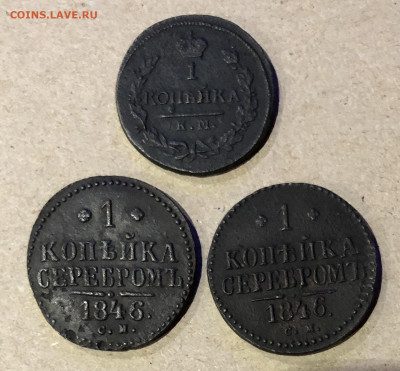 COINS.LAVE.RU
1
КОПѢЙКА
К.М.
1
КОПѢЙКА
СЕРЕБРОМЪ
1846.
С.М.
1
КОПѢЙКА
СЕРЕБРОМЪ
1846.
С.М.